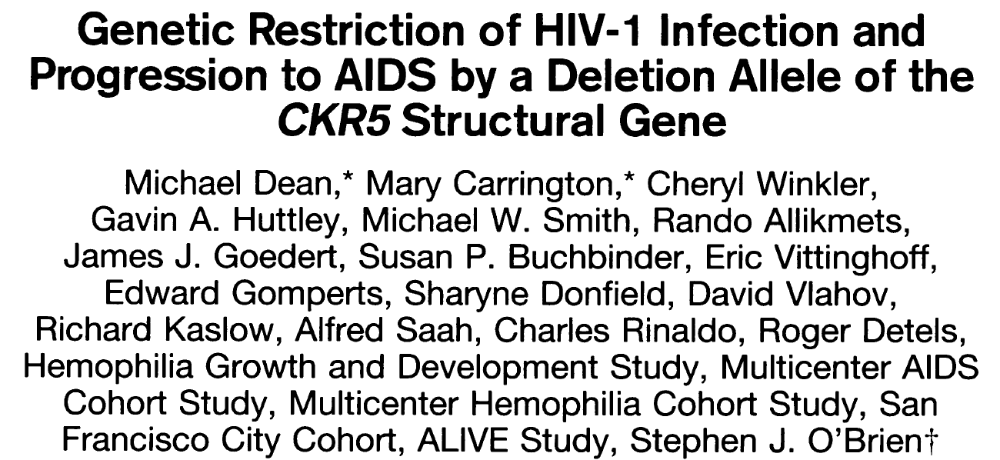 Genetic Restriction of HIV-1 Infection and
Progression to AIDS by a Deletion Allele of the
CKR5 Structural Gene
Michael Dean,* Mary Carrington,* Cheryl Winkler,
Gavin A. Huttley, Michael W. Smith, Rando Allikmets,
James J. Goedert, Susan P. Buchbinder, Eric Vittinghoff,
Edward Gomperts, Sharyne Donfield, David Vlahov,
Richard Kaslow, Alfred Saah, Charles Rinaldo, Roger Detels,
Hemophilia Growth and Development Study, Multicenter AIDS
Cohort Study, Multicenter Hemophilia Cohort Study, San
Francisco City Cohort, ALIVE Study, Stephen J. O'Brien†